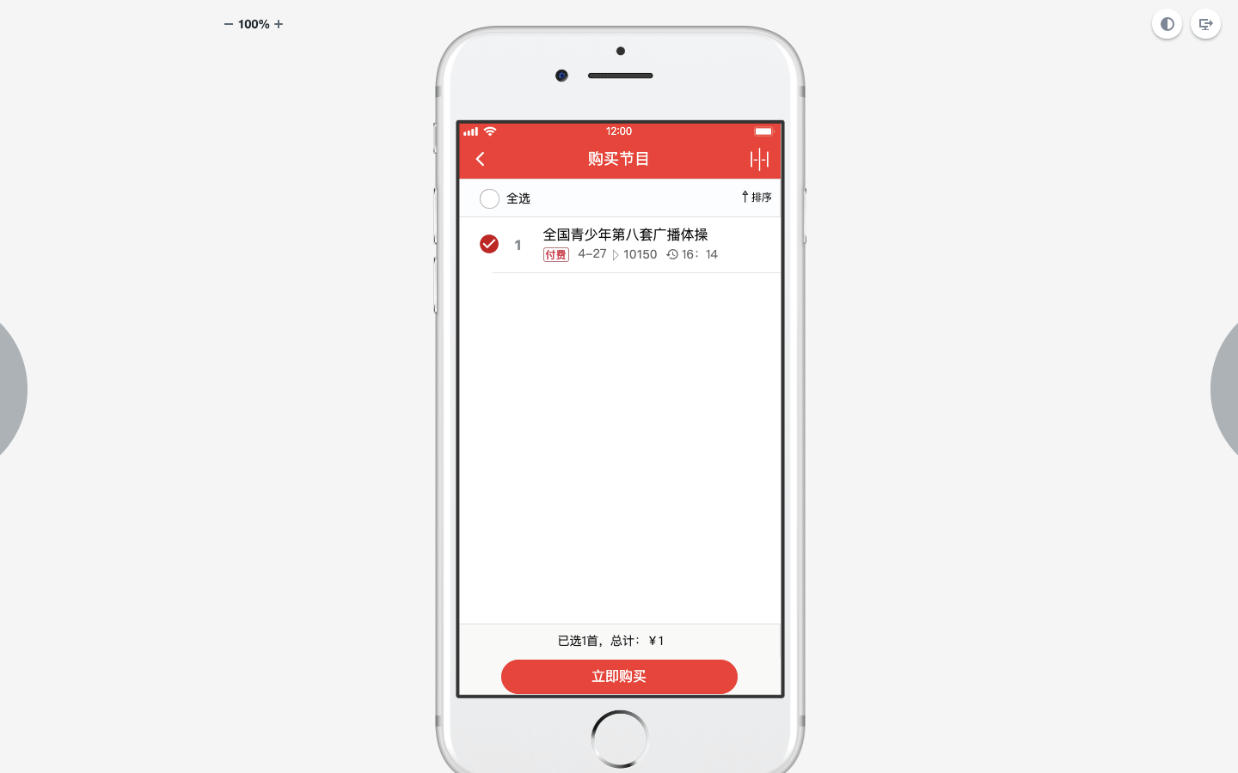 − 100% +
12:00
购买节目
全选
排序
1
全国青少年第八套广播体操
付费 4-27 10150 16：14
已选1首，总计：￥1
立即购买